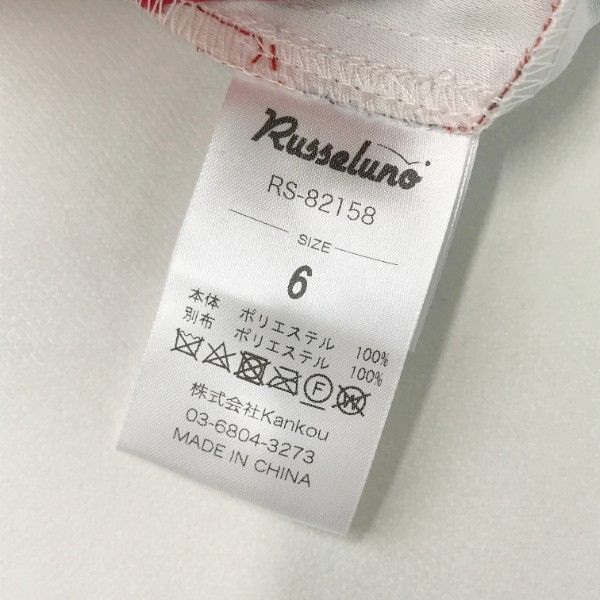 Russeluno
RS-82158
SIZE
6
本体 ポリエステル 100%
別布 ポリエステル 100%
F W
株式会社Kankou
03-6804-3273
MADE IN CHINA